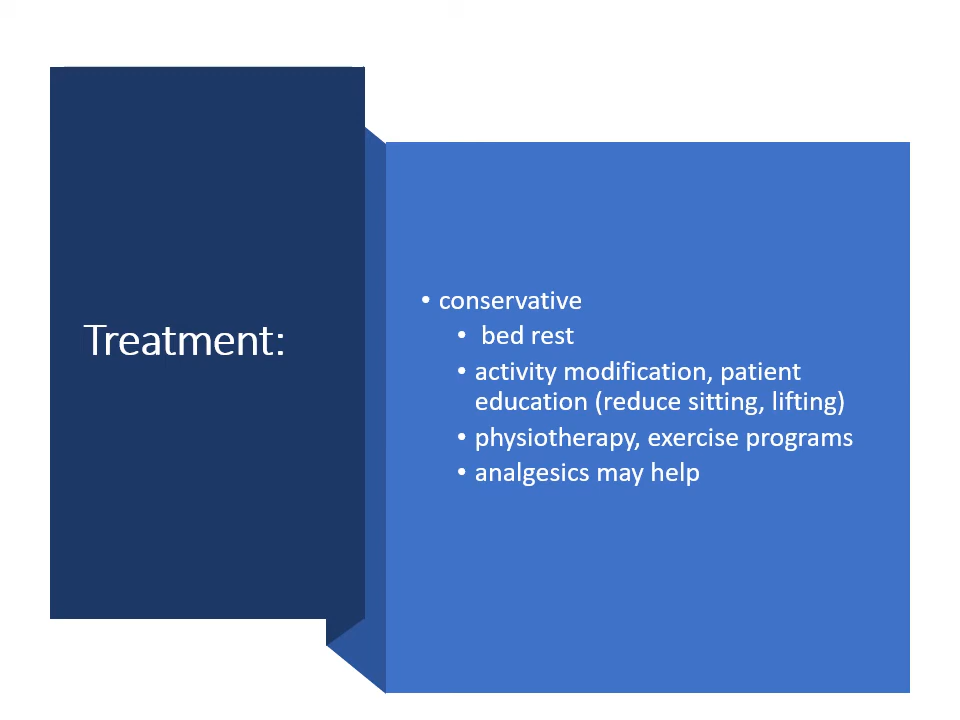 Treatment:
• conservative
• bed rest
• activity modification, patient
education (reduce sitting, lifting)
• physiotherapy, exercise programs
• analgesics may help